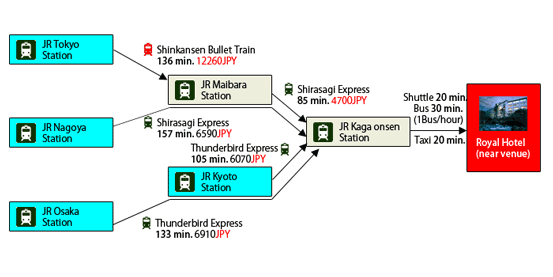 JR Tokyo
Station
Shinkansen Bullet Train
136 min. 12260JPY
JR Maibara
Station
Shirasagi Express
85 min. 4700JPY
JR Nagoya
Station
Shirasagi Express
157 min. 6590JPY
Thunderbird Express
105 min. 6070JPY
JR Kyoto
Station
JR Kaga onsen
Station
Shuttle 20 min.
Bus 30 min.
(1Bus/hour)
Taxi 20 min.
Royal Hotel
(near venue)
JR Osaka
Station
Thunderbird Express
133 min. 6910JPY